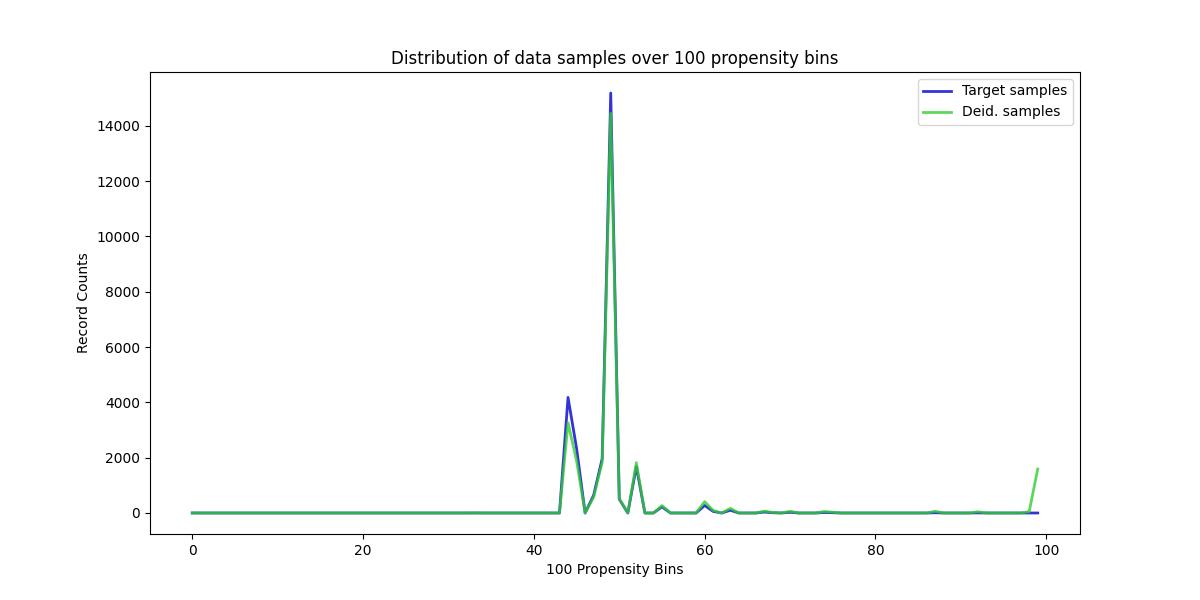 Distribution of data samples over 100 propensity bins
Target samples
Deid. samples
14000
12000
10000
8000
6000
4000
2000
0
Record Counts
0 20 40 60 80 100
100 Propensity Bins